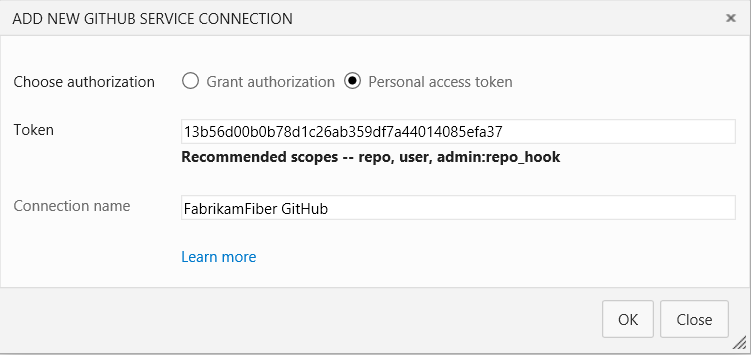 ADD NEW GITHUB SERVICE CONNECTION
Choose authorization Grant authorization Personal access token
Token 13b56d00b0b78d1c26ab359df7a44014085efa37
Recommended scopes -- repo, user, admin:repo_hook
Connection name FabrikamFiber GitHub
Learn more
OK Close